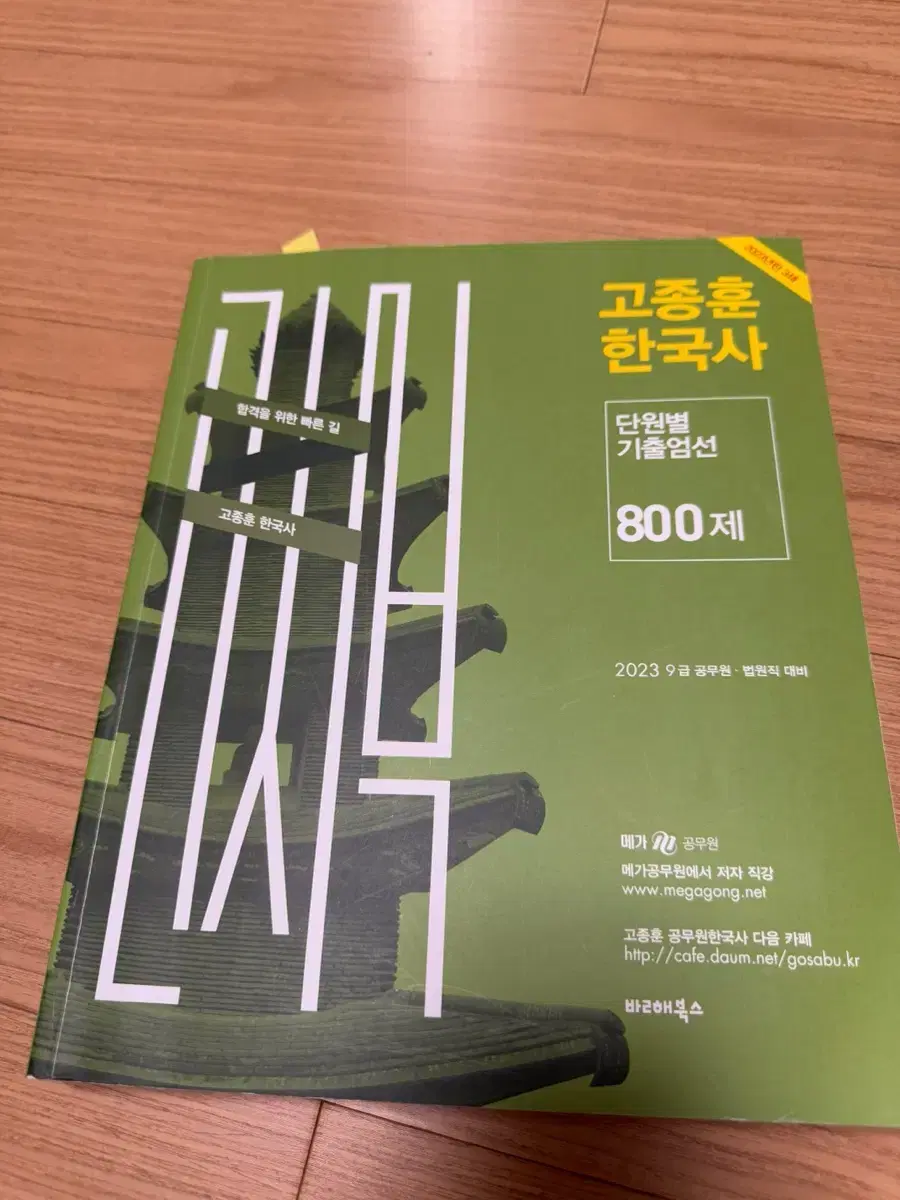 고종훈
한국사
단원별
기출엄선
800제
합격을 위한 빠른 길
고종훈 한국사
2023 9급 공무원 · 법원직 대비
메가 공무원
메가공무원에서 저자 직강
www.megagong.net
고종훈 공무원한국사 다음 카페
http://cafe.daum.net/gosabu.kr
바르해북스